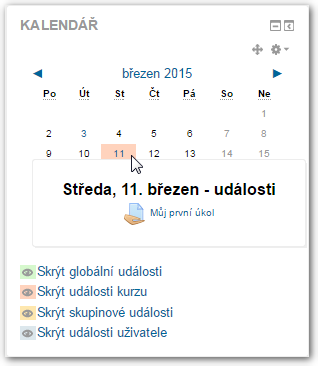 KALENDÁŘ
◄ březen 2015 ►
Po Út St Čt Pá So Ne
1
2 3 4 5 6 7 8
9 10 11 12 13 14 15
Středa, 11. březen - události
Můj první úkol
Skrýt globální události
Skrýt události kurzu
Skrýt skupinové události
Skrýt události uživatele